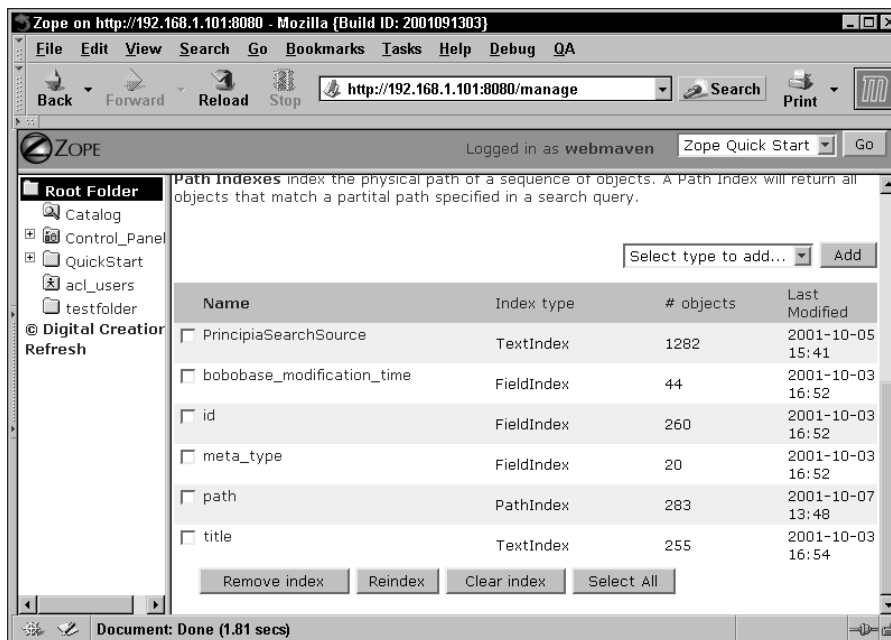 Zope on http://192.168.1.101:8080 - Mozilla {Build ID: 2001091303}
File Edit View Search Go Bookmarks Tasks Help Debug QA
Back Forward Reload Stop http://192.168.1.101:8080/manage Search Print m
ZOPE Logged in as webmaven Zope Quick Start Go
Root Folder
Catalog
Control_Panel
QuickStart
acl_users
testfolder
© Digital Creation
Refresh
Path Indexes index the physical path of a sequence of objects. A Path Index will return all
objects that match a partital path specified in a search query.
Select type to add... Add
Name Index type # objects Last Modified
PrincipiaSearchSource TextIndex 1282 2001-10-05 15:41
bobobase_modification_time FieldIndex 44 2001-10-03 16:52
id FieldIndex 260 2001-10-03 16:52
meta_type FieldIndex 20 2001-10-03 16:52
path PathIndex 283 2001-10-07 13:48
title TextIndex 255 2001-10-03 16:54
Remove index Reindex Clear index Select All
Document: Done (1.81 secs)